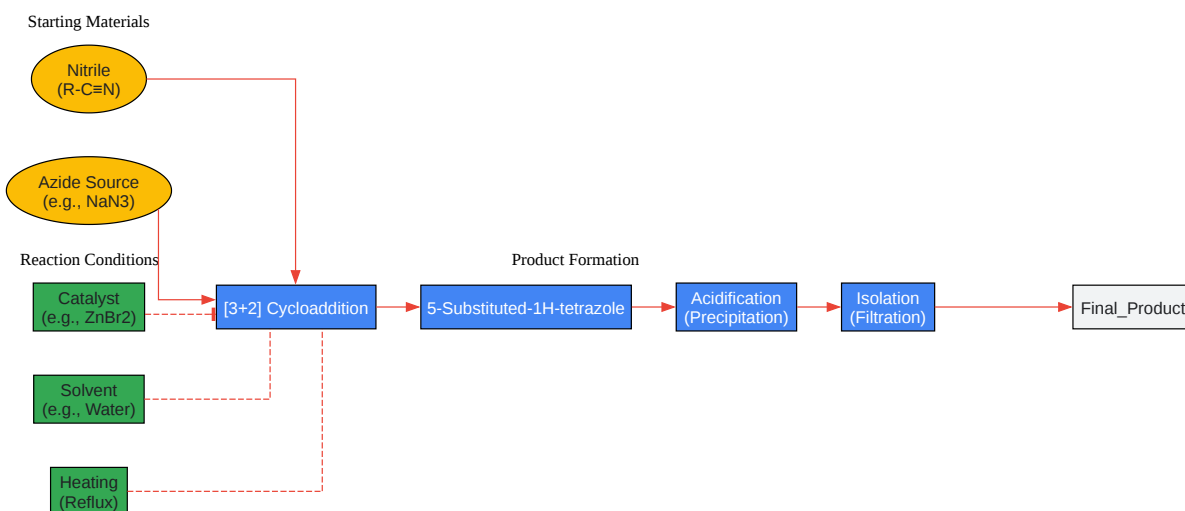 Starting Materials
Nitrile
(R-C≡N)
Azide Source
(e.g., NaN3)
Reaction Conditions
Product Formation
Catalyst
(e.g., ZnBr2)
[3+2] Cycloaddition
5-Substituted-1H-tetrazole
Acidification
(Precipitation)
Isolation
(Filtration)
Final_Product
Solvent
(e.g., Water)
Heating
(Reflux)